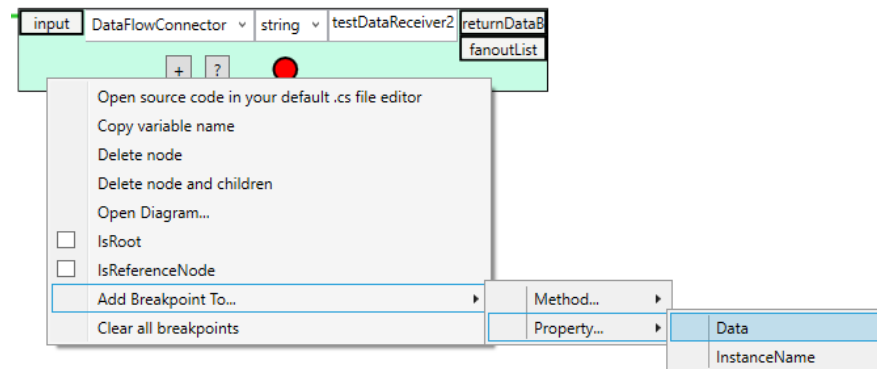 input DataFlowConnector string testDataReceiver2 returnDataB
fanoutList
+ ?
Open source code in your default .cs file editor
Copy variable name
Delete node
Delete node and children
Open Diagram...
IsRoot
IsReferenceNode
Add Breakpoint To... Method...
Clear all breakpoints Property... Data
InstanceName